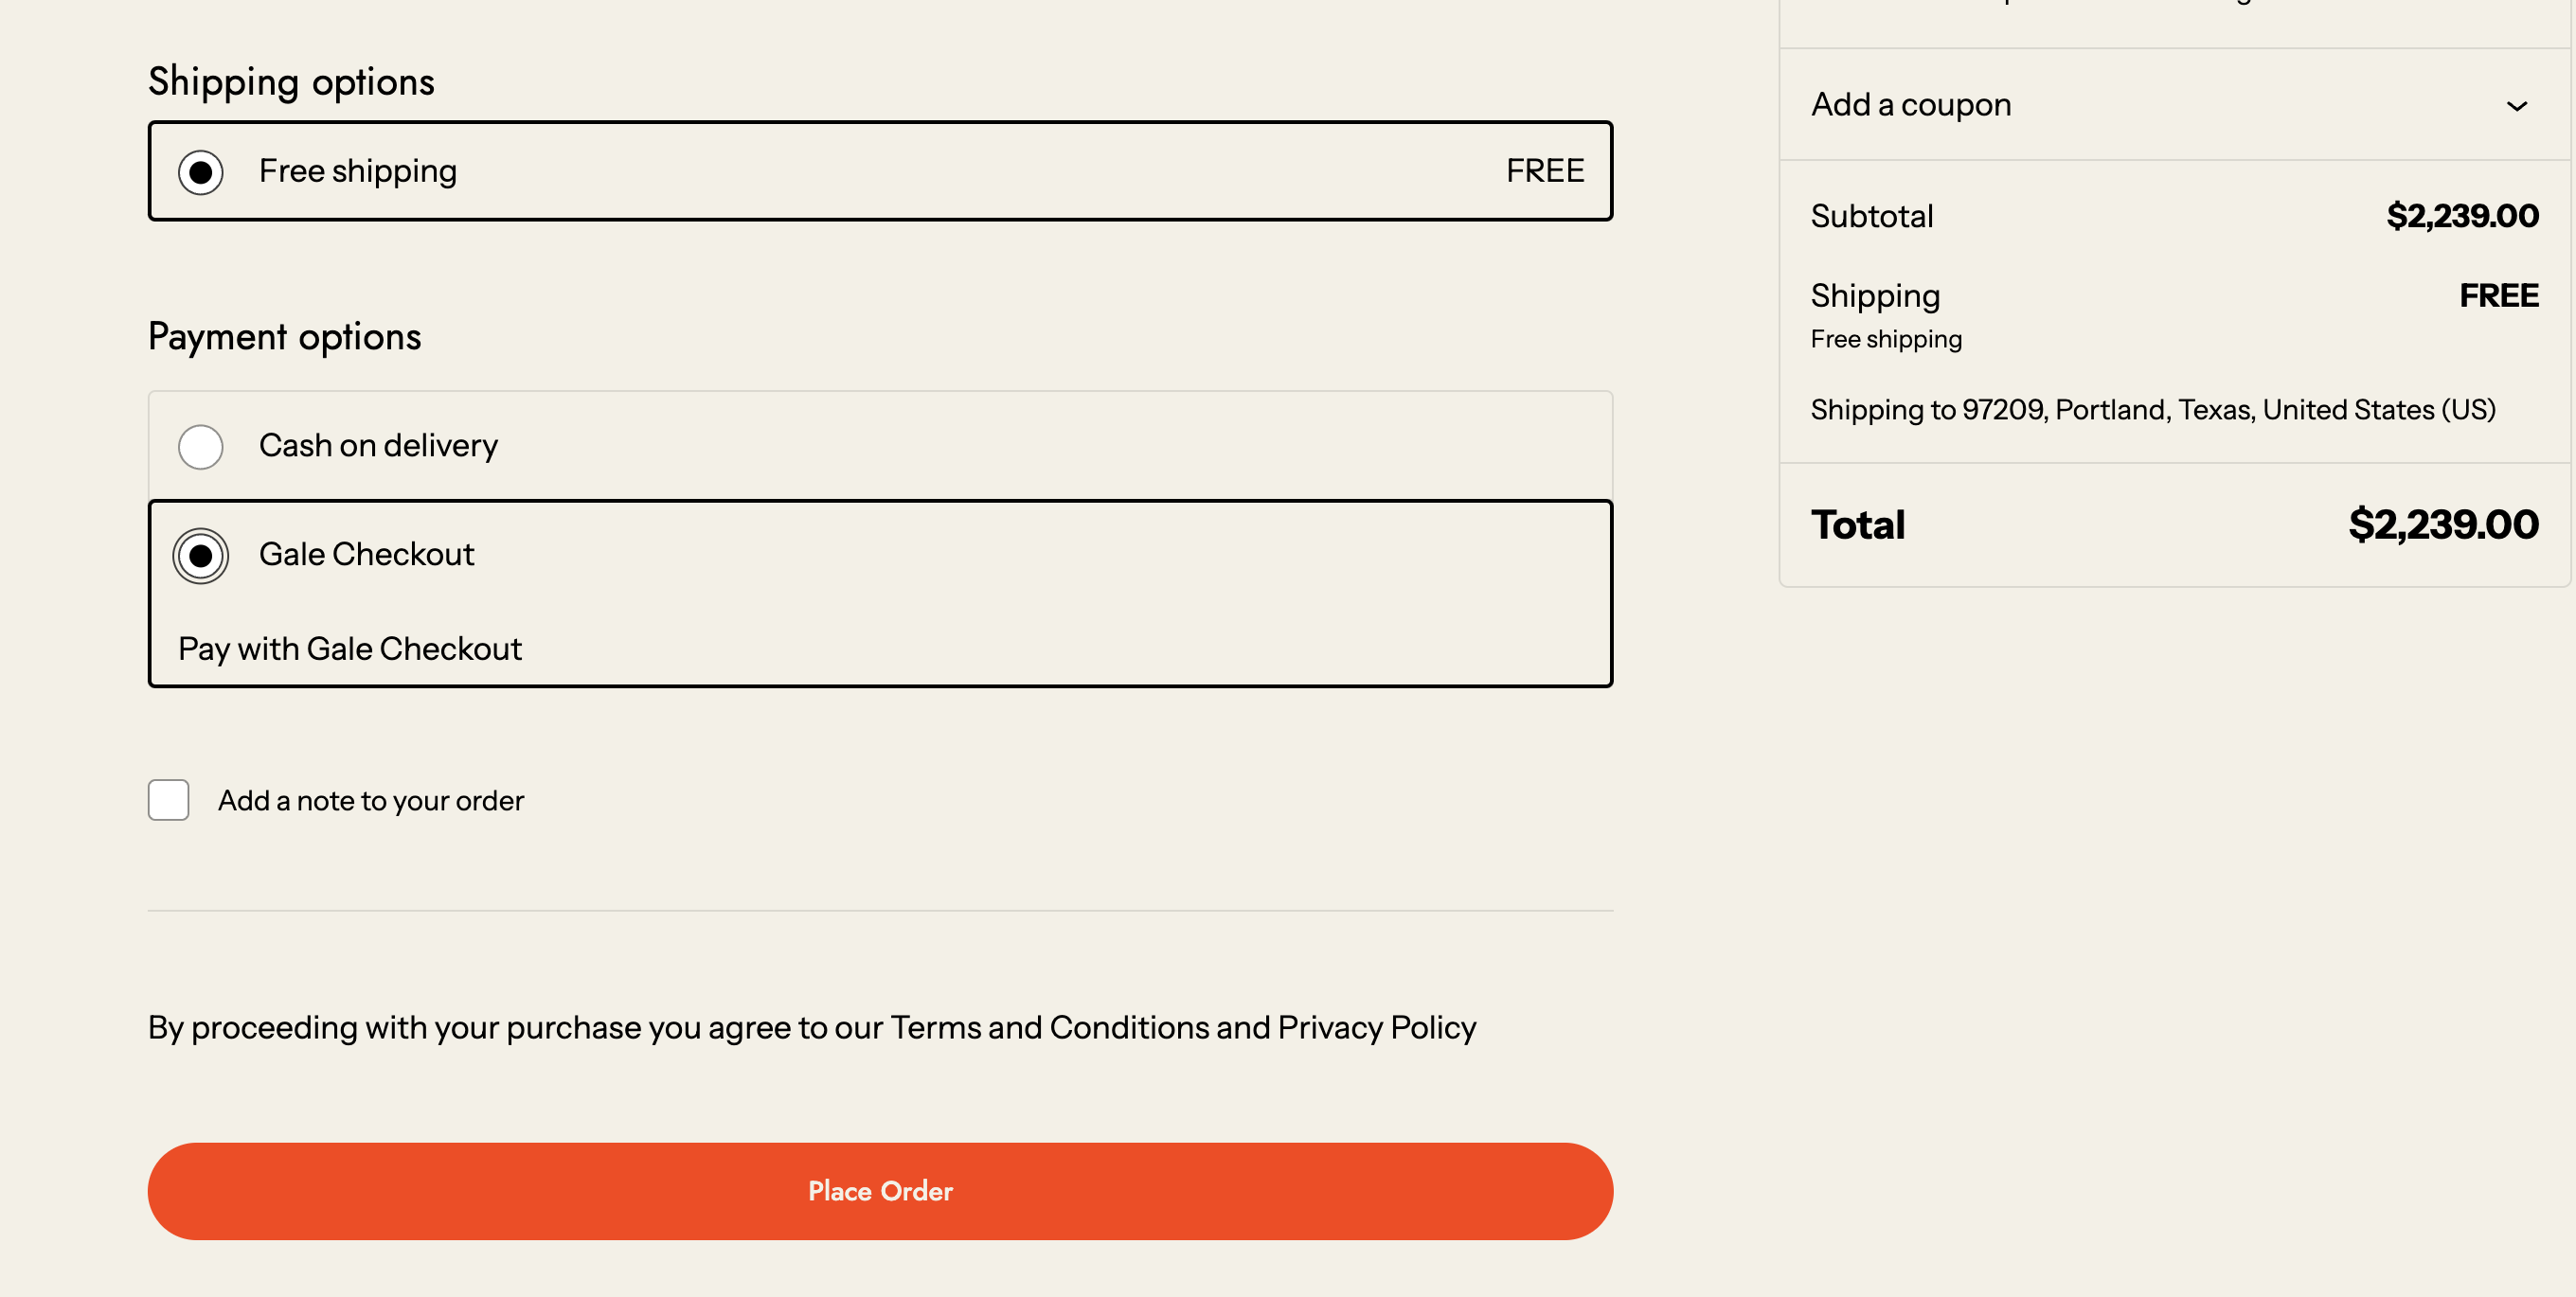 Shipping options
Free shipping FREE
Payment options
Cash on delivery
Gale Checkout
Pay with Gale Checkout
Add a note to your order
By proceeding with your purchase you agree to our Terms and Conditions and Privacy Policy
Place Order
Add a coupon
Subtotal $2,239.00
Shipping FREE
Free shipping
Shipping to 97209, Portland, Texas, United States (US)
Total $2,239.00